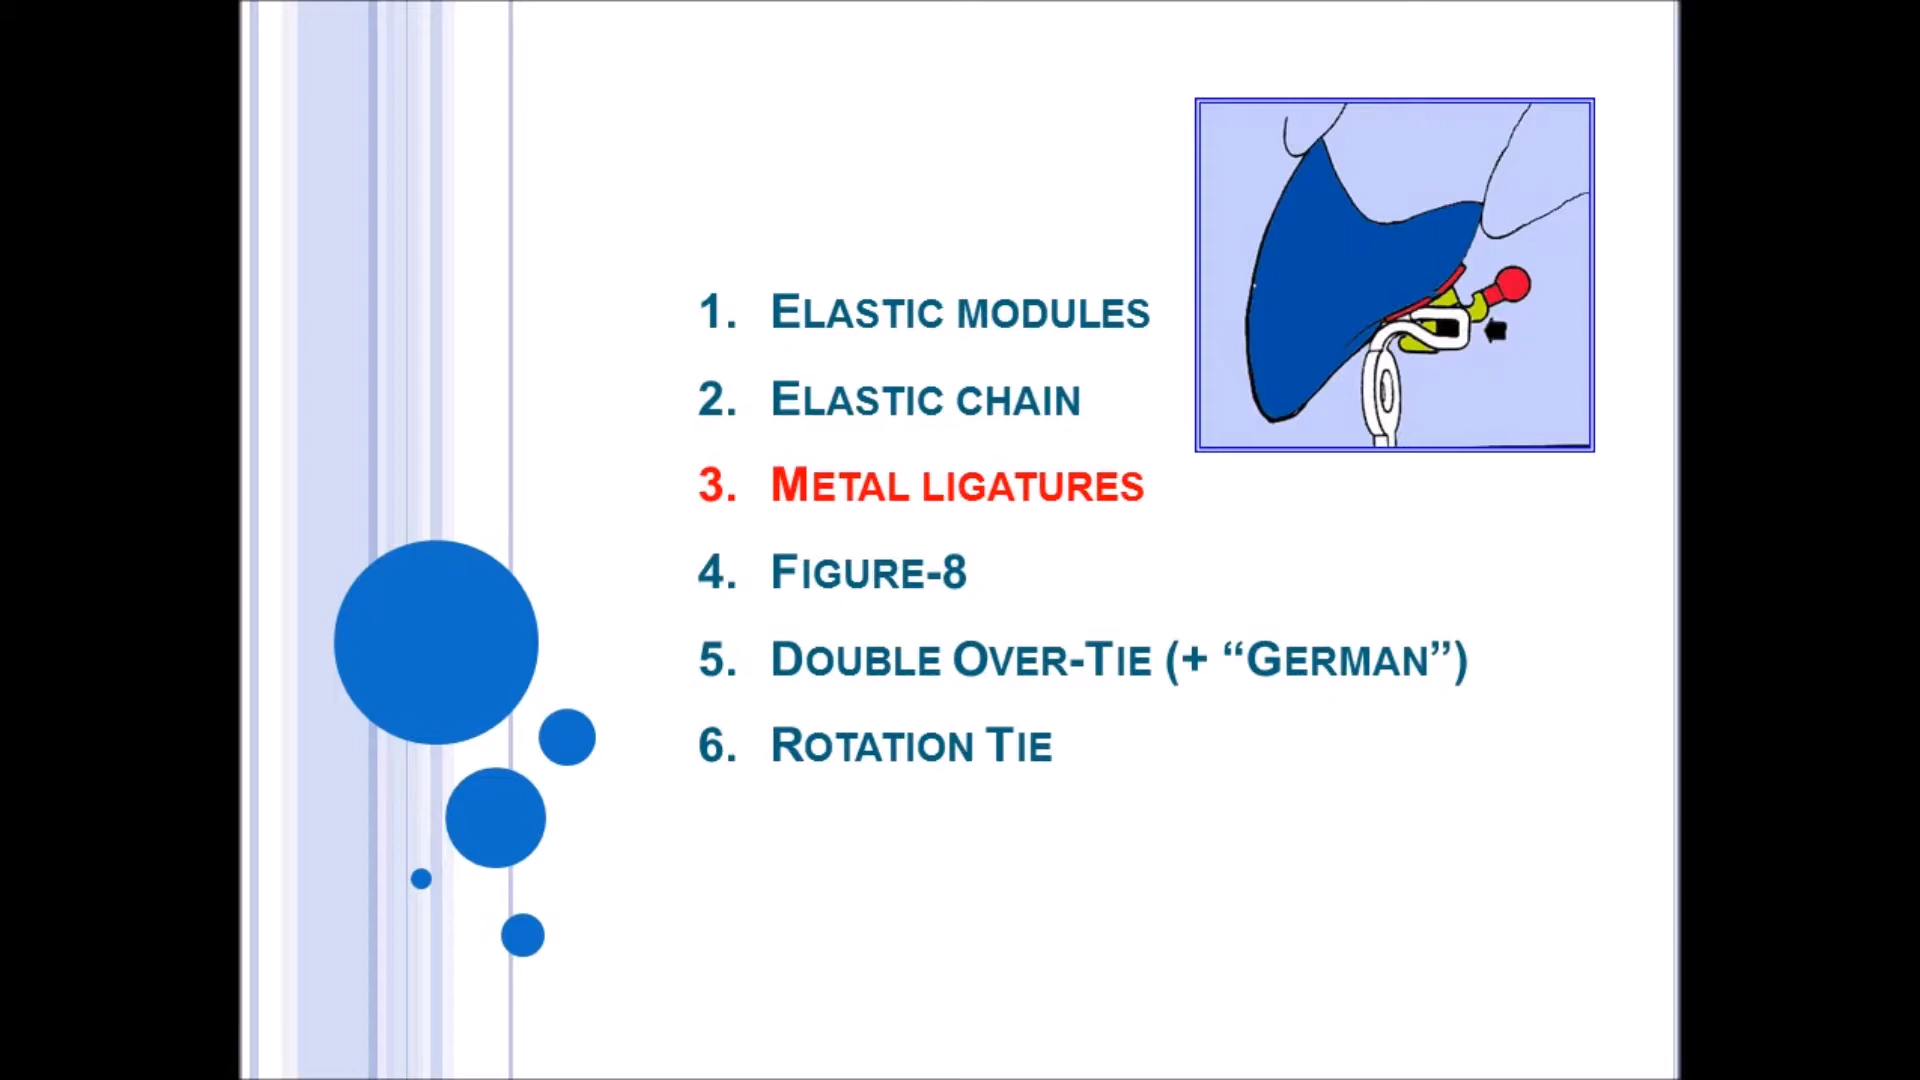 1. ELASTIC MODULES
2. ELASTIC CHAIN
3. METAL LIGATURES
4. FIGURE-8
5. DOUBLE OVER-TIE (+ “GERMAN”)
6. ROTATION TIE